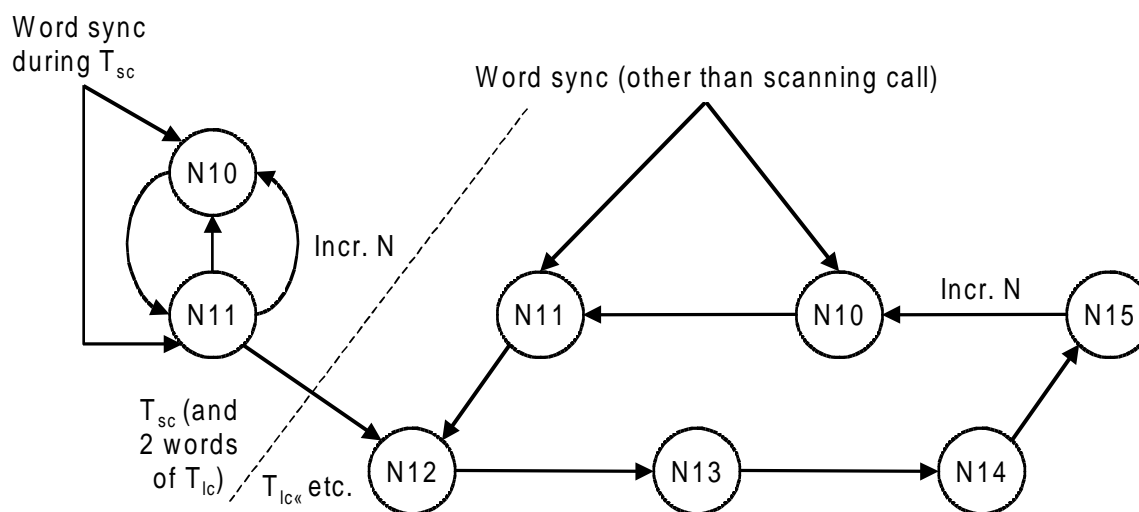 Word sync
during Tsc
Word sync (other than scanning call)
N10
Incr. N
N11
N11
N10
Incr. N
N15
Tsc (and
2 words
of Tlc)
Tlc« etc.
N12
N13
N14